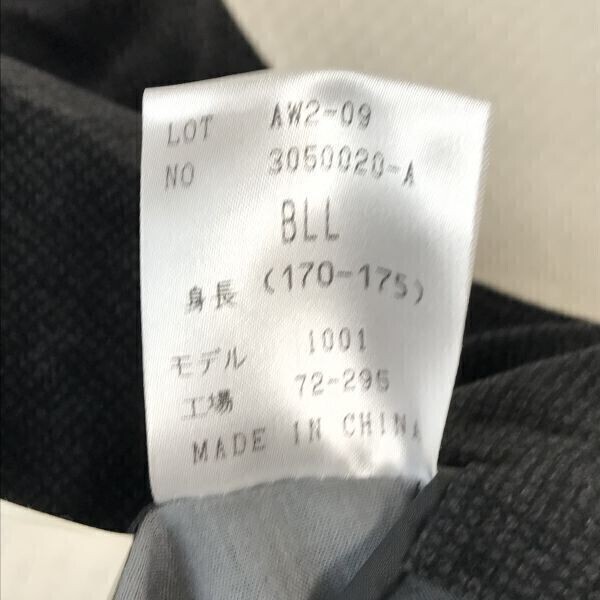 LOT AW2-09
NO 3050020-A
8LL
身長 (170-175)
モデル 1001
工場 72-295
MADE IN CHINA